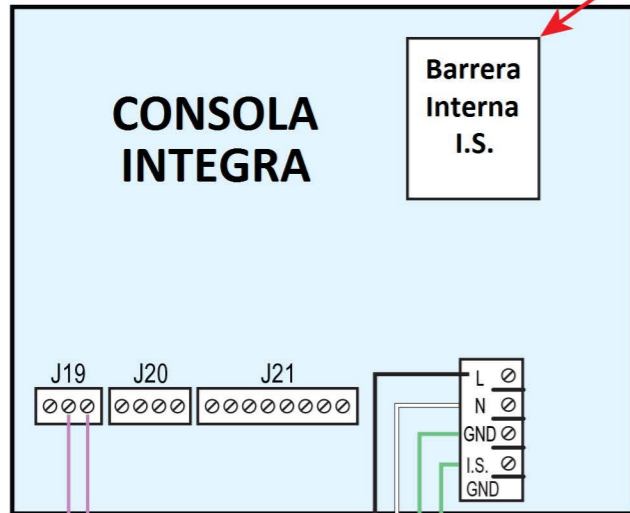 CONSOLA
INTEGRA
Barrera
Interna
I.S.
J19
J20
J21
L
N
GND
I.S.
GND